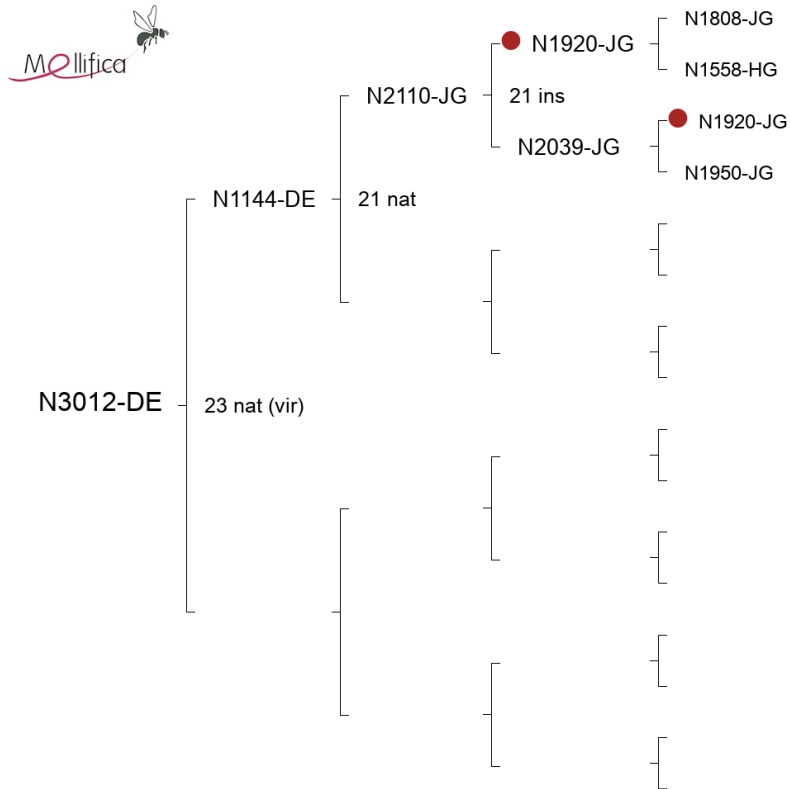 Mellifica
N1808-JG
N1920-JG
N1558-HG
N2110-JG
21 ins
N1920-JG
N2039-JG
N1950-JG
N1144-DE
21 nat
N3012-DE
23 nat (vir)